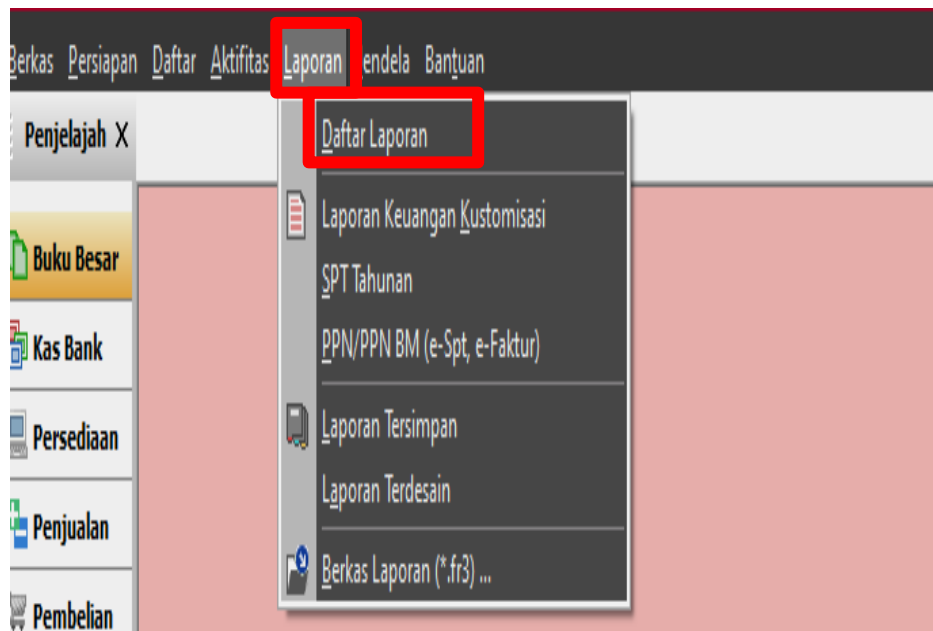 Berkas Persiapan Daftar Aktifitas Laporan endela Bantuan
Penjelajah X
Daftar Laporan
Laporan Keuangan Kustomisasi
SPT Tahunan
PPN/PPN BM (e-Spt, e-Faktur)
Laporan Tersimpan
Laporan Terdesain
Berkas Laporan (*.fr3) ...
Buku Besar
Kas Bank
Persediaan
Penjualan
Pembelian